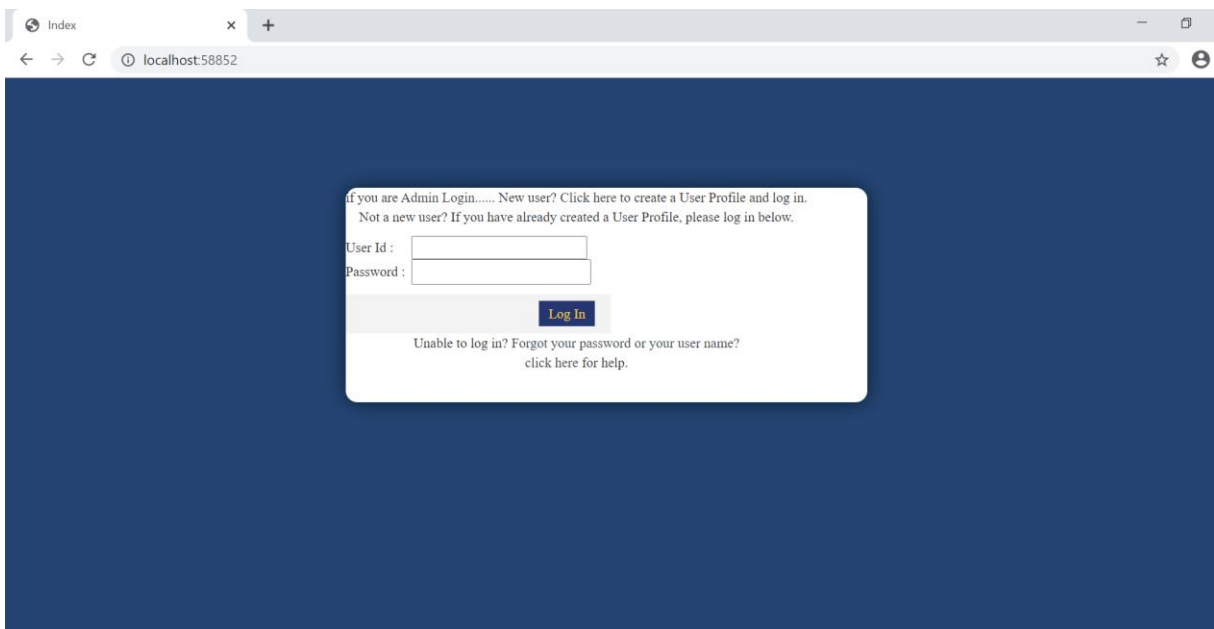 Index
localhost:58852
if you are Admin Login...... New user? Click here to create a User Profile and log in.
Not a new user? If you have already created a User Profile, please log in below.
User Id :
Password :
Log In
Unable to log in? Forgot your password or your user name?
click here for help.